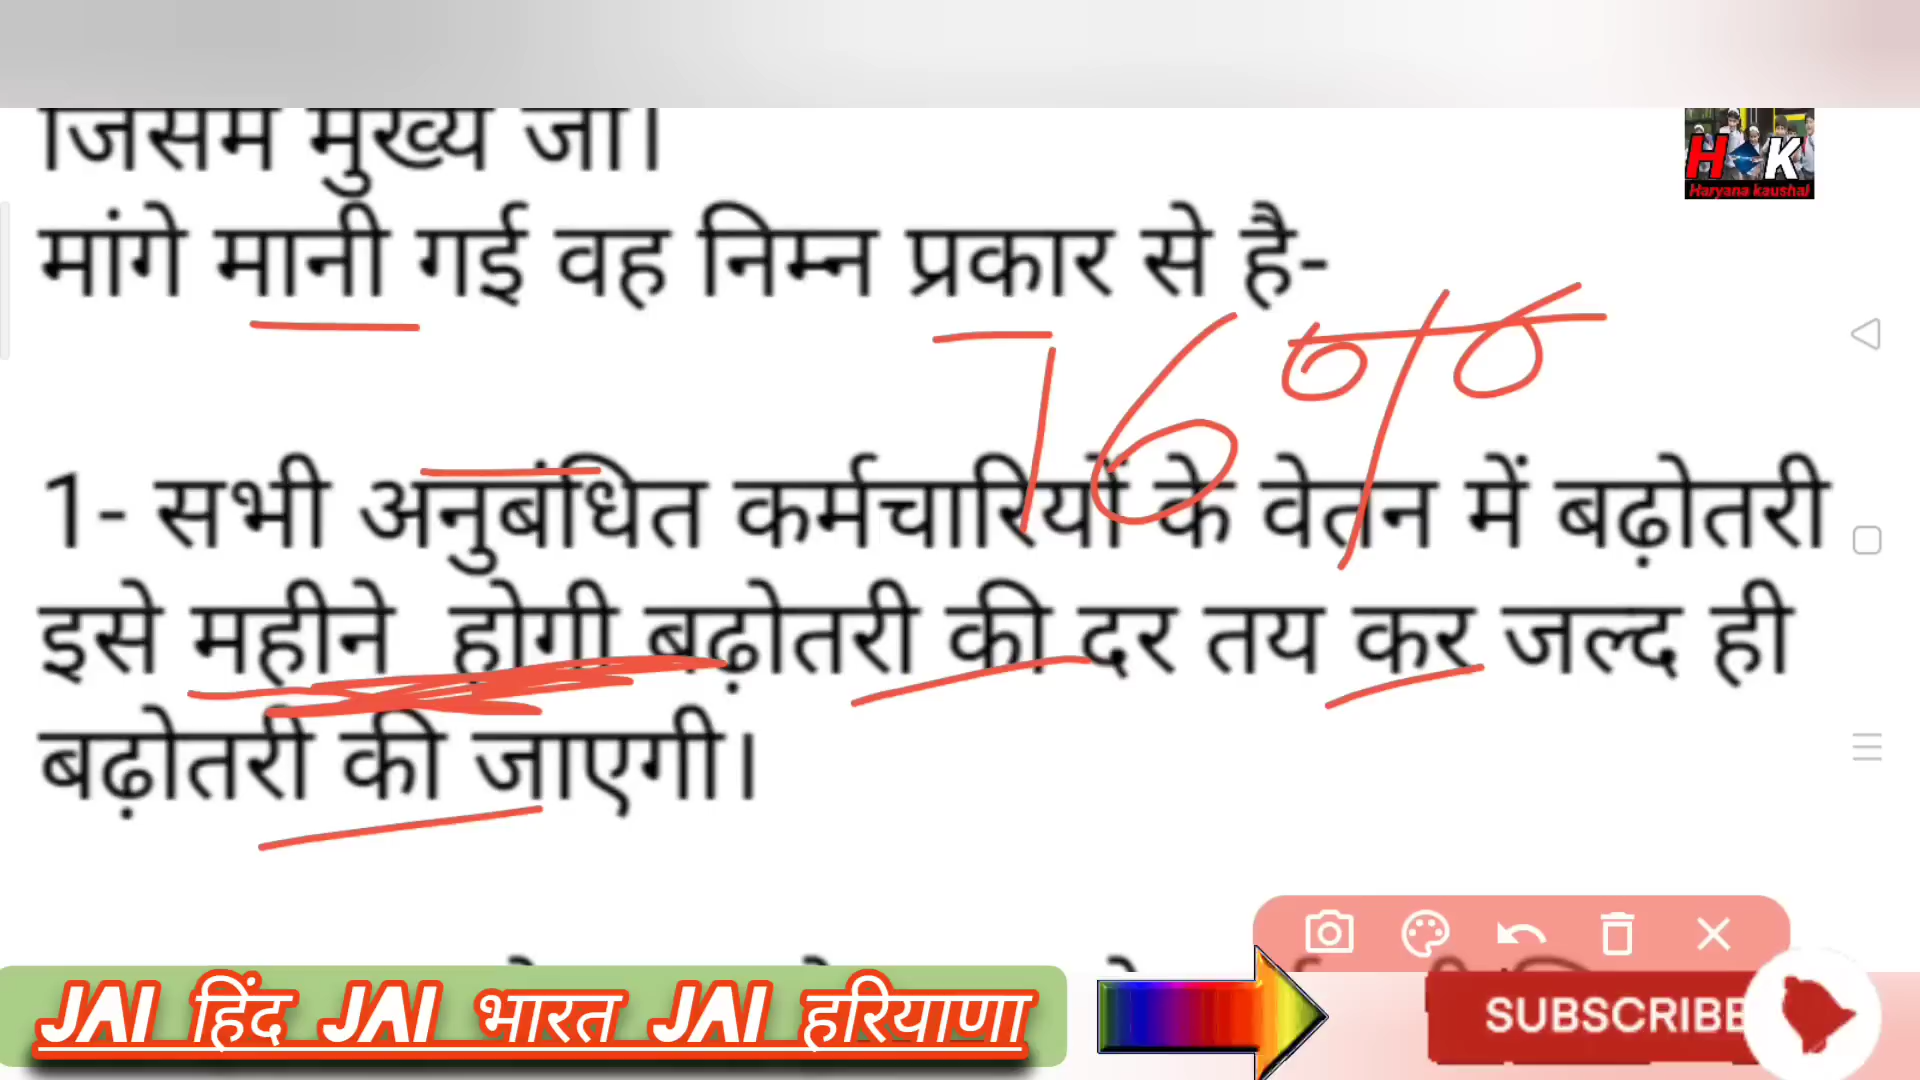 जिसमें मुख्य जो।
H K
Haryana kaushal
मांगे मानी गई वह निम्न प्रकार से है-
76%
1- सभी अनुबंधित कर्मचारियों के वेतन में बढ़ोतरी
इसे महीने होगी बढ़ोतरी की दर तय कर जल्द ही
बढ़ोतरी की जाएगी।
JAI हिंद JAI भारत JAI हरियाणा
SUBSCRIBE